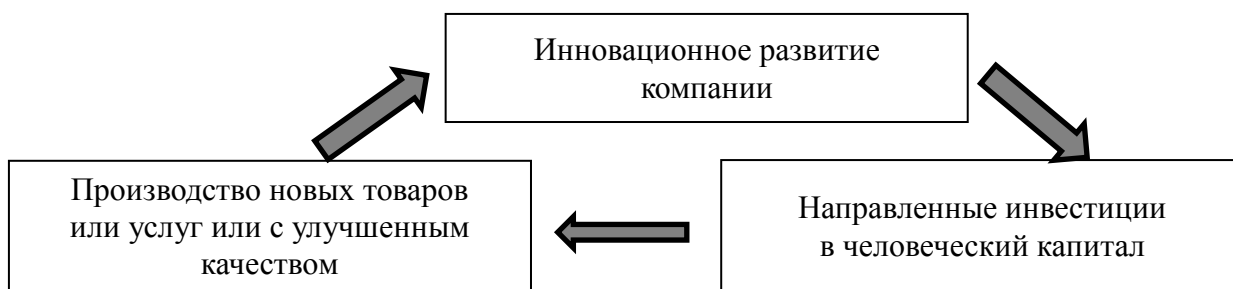 Инновационное развитие
компании
Производство новых товаров
или услуг или с улучшенным
качеством
Направленные инвестиции
в человеческий капитал